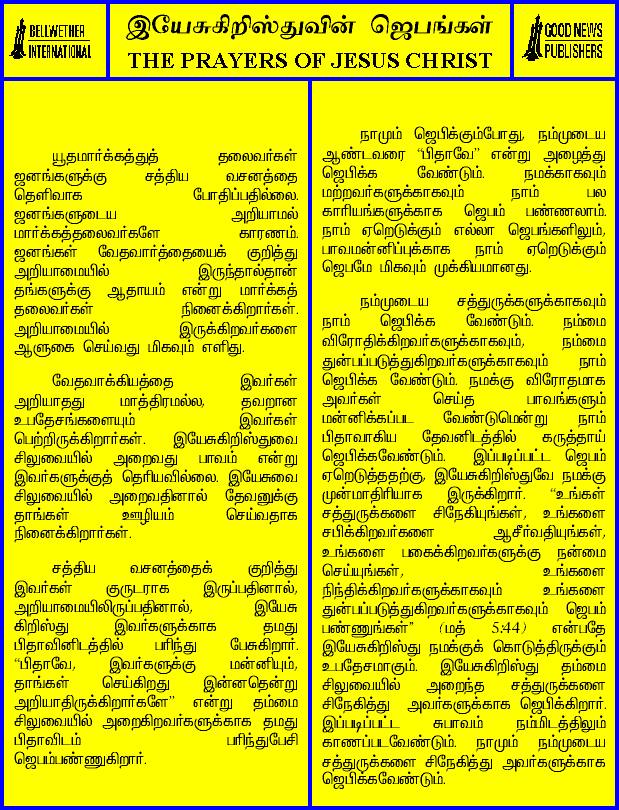 BELLWETHER
INTERNATIONAL
இயேசுகிறிஸ்துவின் ஜெபங்கள்
THE PRAYERS OF JESUS CHRIST
GOOD NEWS
PUBLISHERS
யூதமார்க்கத்துத் தலைவர்கள்
ஜனங்களுக்கு சத்திய வசனத்தை
தெளிவாக போதிப்பதில்லை.
ஜனங்களுடைய அறியாமல்
மார்க்கத்தலைவர்களே காரணம்.
ஜனங்கள் வேதவார்த்தையைக் குறித்து
அறியாமையில் இருந்தால்தான்
தங்களுக்கு ஆதாயம் என்று மார்க்கத்
தலைவர்கள் நினைக்கிறார்கள்.
அறியாமையில் இருக்கிறவர்களை
ஆளுகை செய்வது மிகவும் எளிது.
வேதவாக்கியத்தை இவர்கள்
அறியாதது மாத்திரமல்ல, தவறான
உபதேசங்களையும் இவர்கள்
பெற்றிருக்கிறார்கள். இயேசுகிறிஸ்துவை
சிலுவையில் அறைவது பாவம் என்று
இவர்களுக்குத் தெரியவில்லை. இயேசுவை
சிலுவையில் அறைவதினால் தேவனுக்கு
தாங்கள் ஊழியம் செய்வதாக
நினைக்கிறார்கள்.
சத்திய வசனத்தைக் குறித்து
இவர்கள் குருடராக இருப்பதினால்,
அறியாமையிலிருப்பதினால், இயேசு
கிறிஸ்து இவர்களுக்காக தமது
பிதாவினிடத்தில் பரிந்து பேசுகிறார்.
“பிதாவே, இவர்களுக்கு மன்னியும்,
தாங்கள் செய்கிறது இன்னதென்று
அறியாதிருக்கிறார்களே” என்று தம்மை
சிலுவையில் அறைகிறவர்களுக்காக தமது
பிதாவிடம் பரிந்துபேசி
ஜெபம்பண்ணுகிறார்.
நாமும் ஜெபிக்கும்போது, நம்முடைய
ஆண்டவரை “பிதாவே” என்று அழைத்து
ஜெபிக்க வேண்டும். நமக்காகவும்
மற்றவர்களுக்காகவும் நாம் பல
காரியங்களுக்காக ஜெபம் பண்ணலாம்.
நாம் ஏறெடுக்கும் எல்லா ஜெபங்களிலும்,
பாவமன்னிப்புக்காக நாம் ஏறெடுக்கும்
ஜெபமே மிகவும் முக்கியமானது.
நம்முடைய சத்துருக்களுக்காகவும்
நாம் ஜெபிக்க வேண்டும். நம்மை
விரோதிக்கிறவர்களுக்காகவும், நம்மை
துன்பப்படுத்துகிறவர்களுக்காகவும் நாம்
ஜெபிக்க வேண்டும். நமக்கு விரோதமாக
அவர்கள் செய்த பாவங்களும்
மன்னிக்கப்பட வேண்டுமென்று நாம்
பிதாவாகிய தேவனிடத்தில் கருத்தாய்
ஜெபிக்கவேண்டும். இப்படிப்பட்ட ஜெபம்
ஏறெடுத்ததற்கு, இயேசுகிறிஸ்துவே நமக்கு
முன்மாதிரியாக இருக்கிறார். “உங்கள்
சத்துருக்களை சிநேகியுங்கள், உங்களை
சபிக்கிறவர்களை ஆசீர்வதியுங்கள்,
உங்களை பகைக்கிறவர்களுக்கு நன்மை
செய்யுங்கள், உங்களை
நிந்திக்கிறவர்களுக்காகவும் உங்களை
துன்பப்படுத்துகிறவர்களுக்காகவும் ஜெபம்
பண்ணுங்கள்” (மத் 5:44) என்பதே
இயேசுகிறிஸ்து நமக்குக் கொடுத்திருக்கும்
உபதேசமாகும். இயேசுகிறிஸ்து தம்மை
சிலுவையில் அறைந்த சத்துருக்களை
சிநேகித்து அவர்களுக்காக ஜெபிக்கிறார்.
இப்படிப்பட்ட சுபாவம் நம்மிடத்திலும்
காணப்படவேண்டும். நாமும் நம்முடைய
சத்துருக்களை சிநேகித்து அவர்களுக்காக
ஜெபிக்கவேண்டும்.